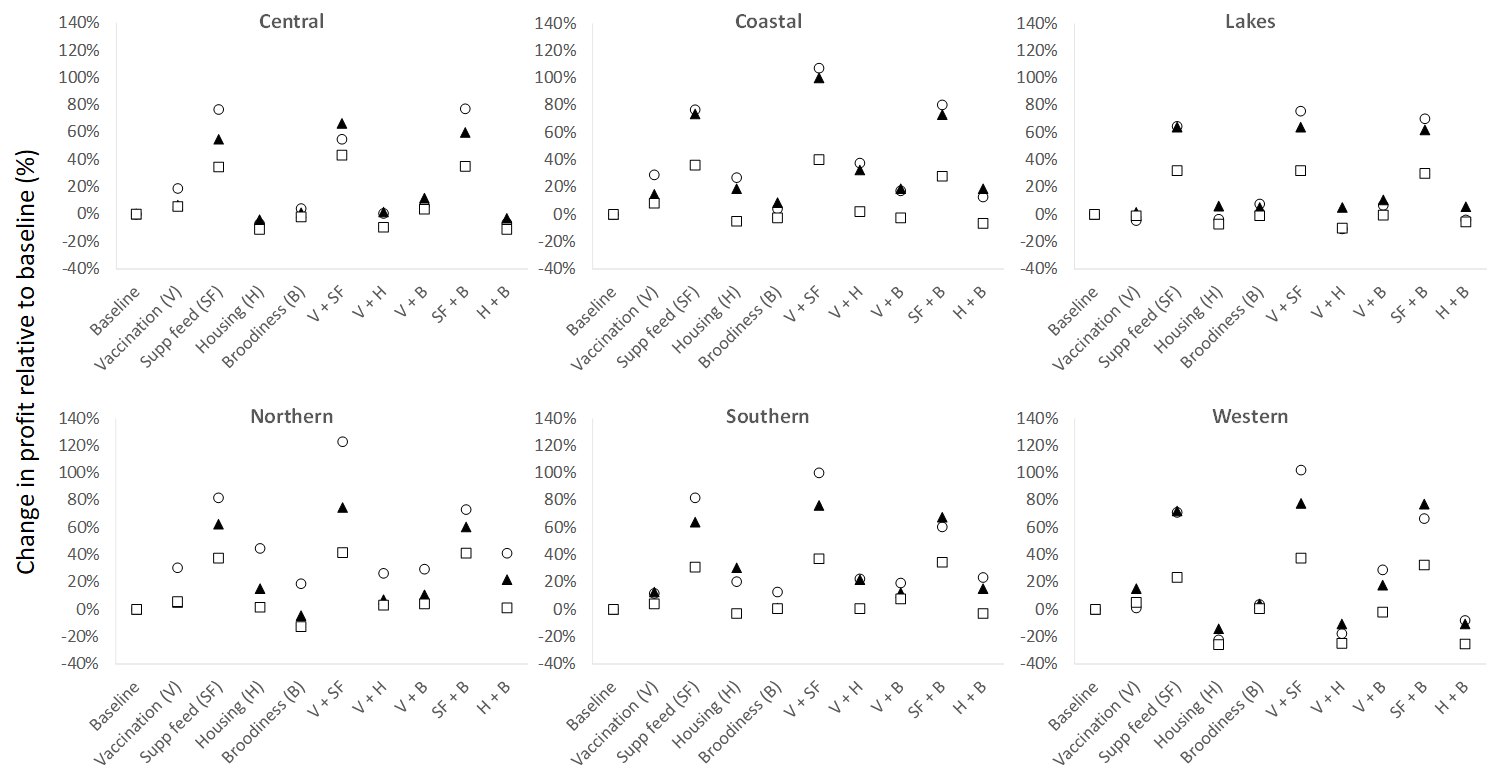 Change in profit relative to baseline (%)
Central
140%
120%
100%
80%
60%
40%
20%
0%
-20%
-40%
Baseline
Vaccination (V)
Supp feed (SF)
Housing (H)
Broodiness (B)
V + SF
V + H
V + B
SF + B
H + B
Coastal
140%
120%
100%
80%
60%
40%
20%
0%
-20%
-40%
Baseline
Vaccination (V)
Supp feed (SF)
Housing (H)
Broodiness (B)
V + SF
V + H
V + B
SF + B
H + B
Lakes
140%
120%
100%
80%
60%
40%
20%
0%
-20%
-40%
Baseline
Vaccination (V)
Supp feed (SF)
Housing (H)
Broodiness (B)
V + SF
V + H
V + B
SF + B
H + B
Northern
140%
120%
100%
80%
60%
40%
20%
0%
-20%
-40%
Baseline
Vaccination (V)
Supp feed (SF)
Housing (H)
Broodiness (B)
V + SF
V + H
V + B
SF + B
H + B
Southern
140%
120%
100%
80%
60%
40%
20%
0%
-20%
-40%
Baseline
Vaccination (V)
Supp feed (SF)
Housing (H)
Broodiness (B)
V + SF
V + H
V + B
SF + B
H + B
Western
140%
120%
100%
80%
60%
40%
20%
0%
-20%
-40%
Baseline
Vaccination (V)
Supp feed (SF)
Housing (H)
Broodiness (B)
V + SF
V + H
V + B
SF + B
H + B